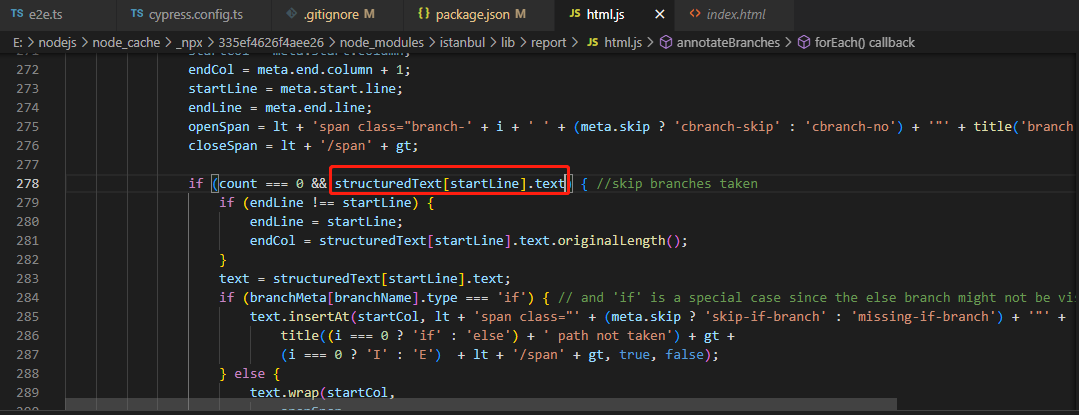 TS e2e.ts TS cypress.config.ts .gitignore M {} package.json M JS html.js × <> index.html
E: > nodejs > node_cache > _npx > 335ef4626f4aee26 > node_modules > istanbul > lib > report > JS html.js > annotateBranches > forEach() callback
272 endCol = meta.end.column + 1;
273 startLine = meta.start.line;
274 endLine = meta.end.line;
275 openSpan = lt + 'span class="branch-' + i + ' ' + (meta.skip ? 'cbranch-skip' : 'cbranch-no') + '"' + title('branch
276 closeSpan = lt + '/span' + gt;
277
278 if (count === 0 && structuredText[startLine].text) { //skip branches taken
279 if (endLine !== startLine) {
280 endLine = startLine;
281 endCol = structuredText[startLine].text.originalLength();
282 }
283 text = structuredText[startLine].text;
284 if (branchMeta[branchName].type === 'if') { // and 'if' is a special case since the else branch might not be vis
285 text.insertAt(startCol, lt + 'span class="' + (meta.skip ? 'skip-if-branch' : 'missing-if-branch') + '"' +
286 title((i === 0 ? 'if' : 'else') + ' path not taken') + gt +
287 (i === 0 ? 'I' : 'E') + lt + '/span' + gt, true, false);
288 } else {
289 text.wrap(startCol,